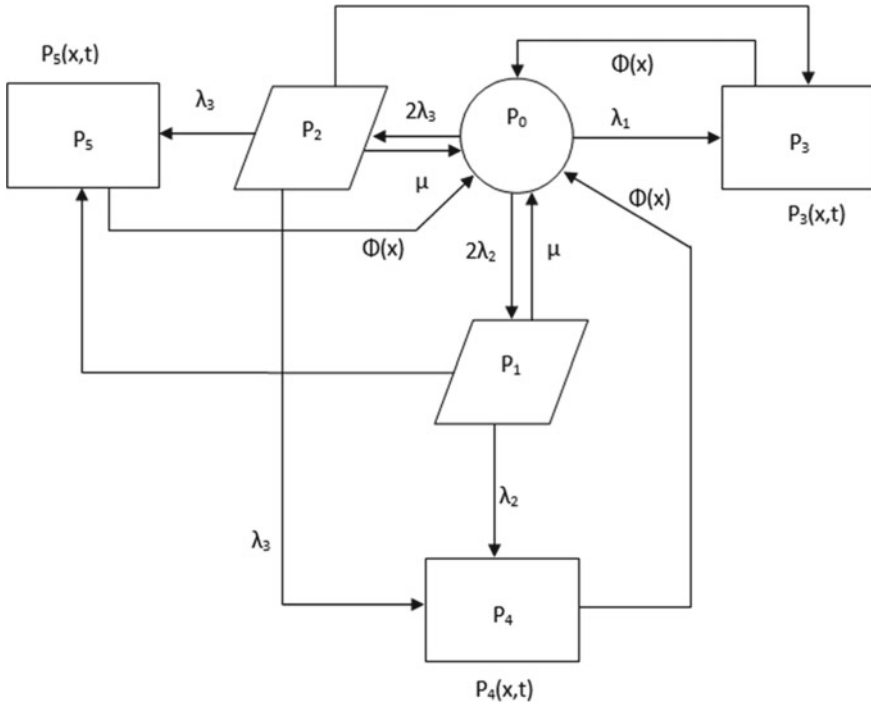 P₅(x,t)
Φ(x)
λ₃
P₂
2λ₃
P₀
λ₁
P₅
P₃
μ
Φ(x)
P₃(x,t)
Φ(x)
2λ₂
μ
P₁
λ₂
λ₃
P₄
P₄(x,t)